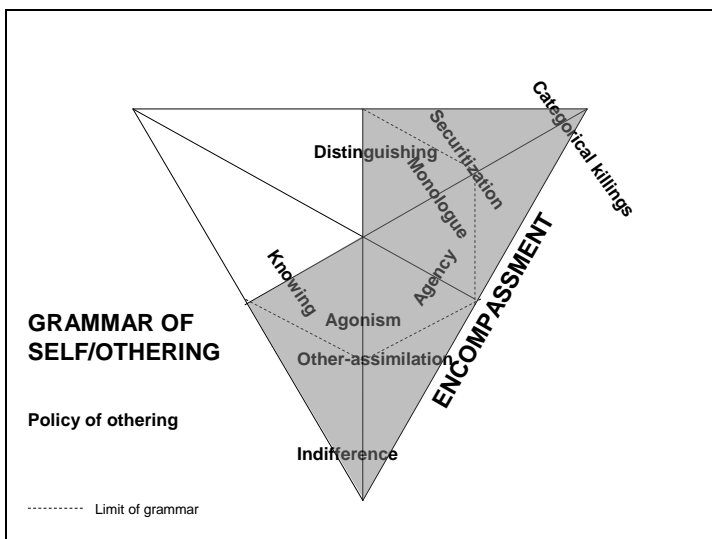 Categorical killings
Securitization
Distinguishing
Monologue
Knowing
Agency
ENCOMPASSMENT
Agonism
GRAMMAR OF
SELF/OTHERING
Other-assimilation
Policy of othering
Indifference
Limit of grammar